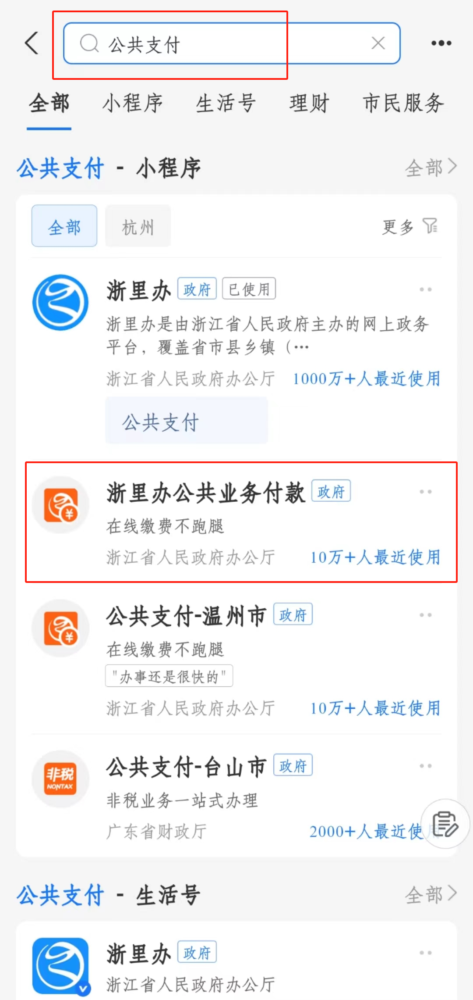 公共支付
全部 小程序 生活号 理财 市民服务
公共支付 - 小程序 全部
全部 杭州 更多
浙里办 政府 已使用
浙里办是由浙江省人民政府主办的网上政务
平台，覆盖省市县乡镇（…
浙江省人民政府办公厅 1000万+人最近使用
公共支付
浙里办公共业务付款 政府
在线缴费不跑腿
浙江省人民政府办公厅 10万+人最近使用
公共支付-温州市 政府
在线缴费不跑腿
"办事还是很快的"
浙江省人民政府办公厅 10万+人最近使用
公共支付-台山市 政府
非税
NONTAX
非税业务一站式办理
广东省财政厅 2000+人最近使用
公共支付 - 生活号 全部
浙里办 政府
浙江省人民政府办公厅